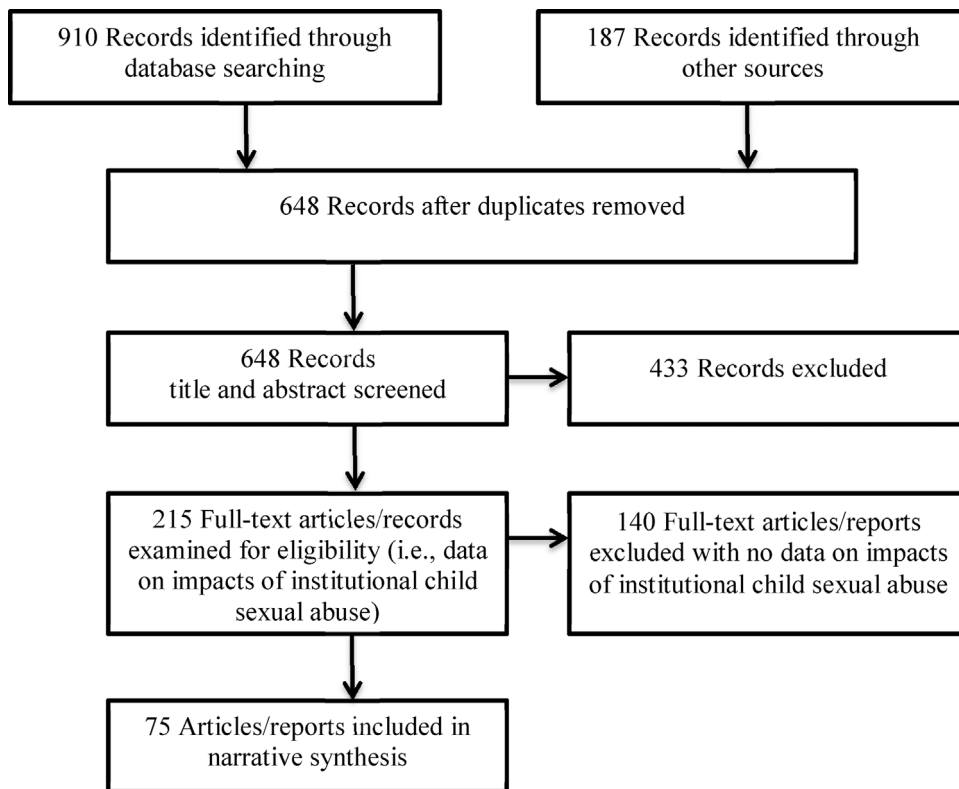 910 Records identified through
database searching
187 Records identified through
other sources
648 Records after duplicates removed
648 Records
title and abstract screened
433 Records excluded
215 Full-text articles/records
examined for eligibility (i.e., data
on impacts of institutional child
sexual abuse)
140 Full-text articles/reports
excluded with no data on impacts
of institutional child sexual abuse
75 Articles/reports included in
narrative synthesis